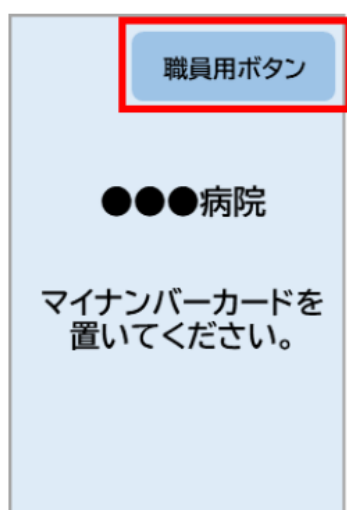 職員用ボタン
●●●病院
マイナンバーカードを
置いてください。